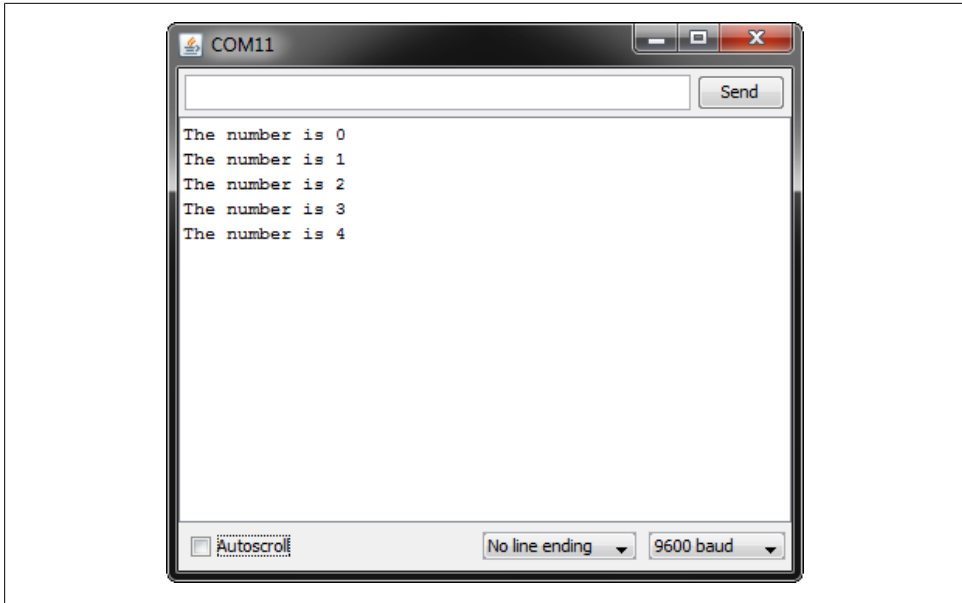 COM11
Send
The number is 0
The number is 1
The number is 2
The number is 3
The number is 4
Autoscroll
No line ending
9600 baud